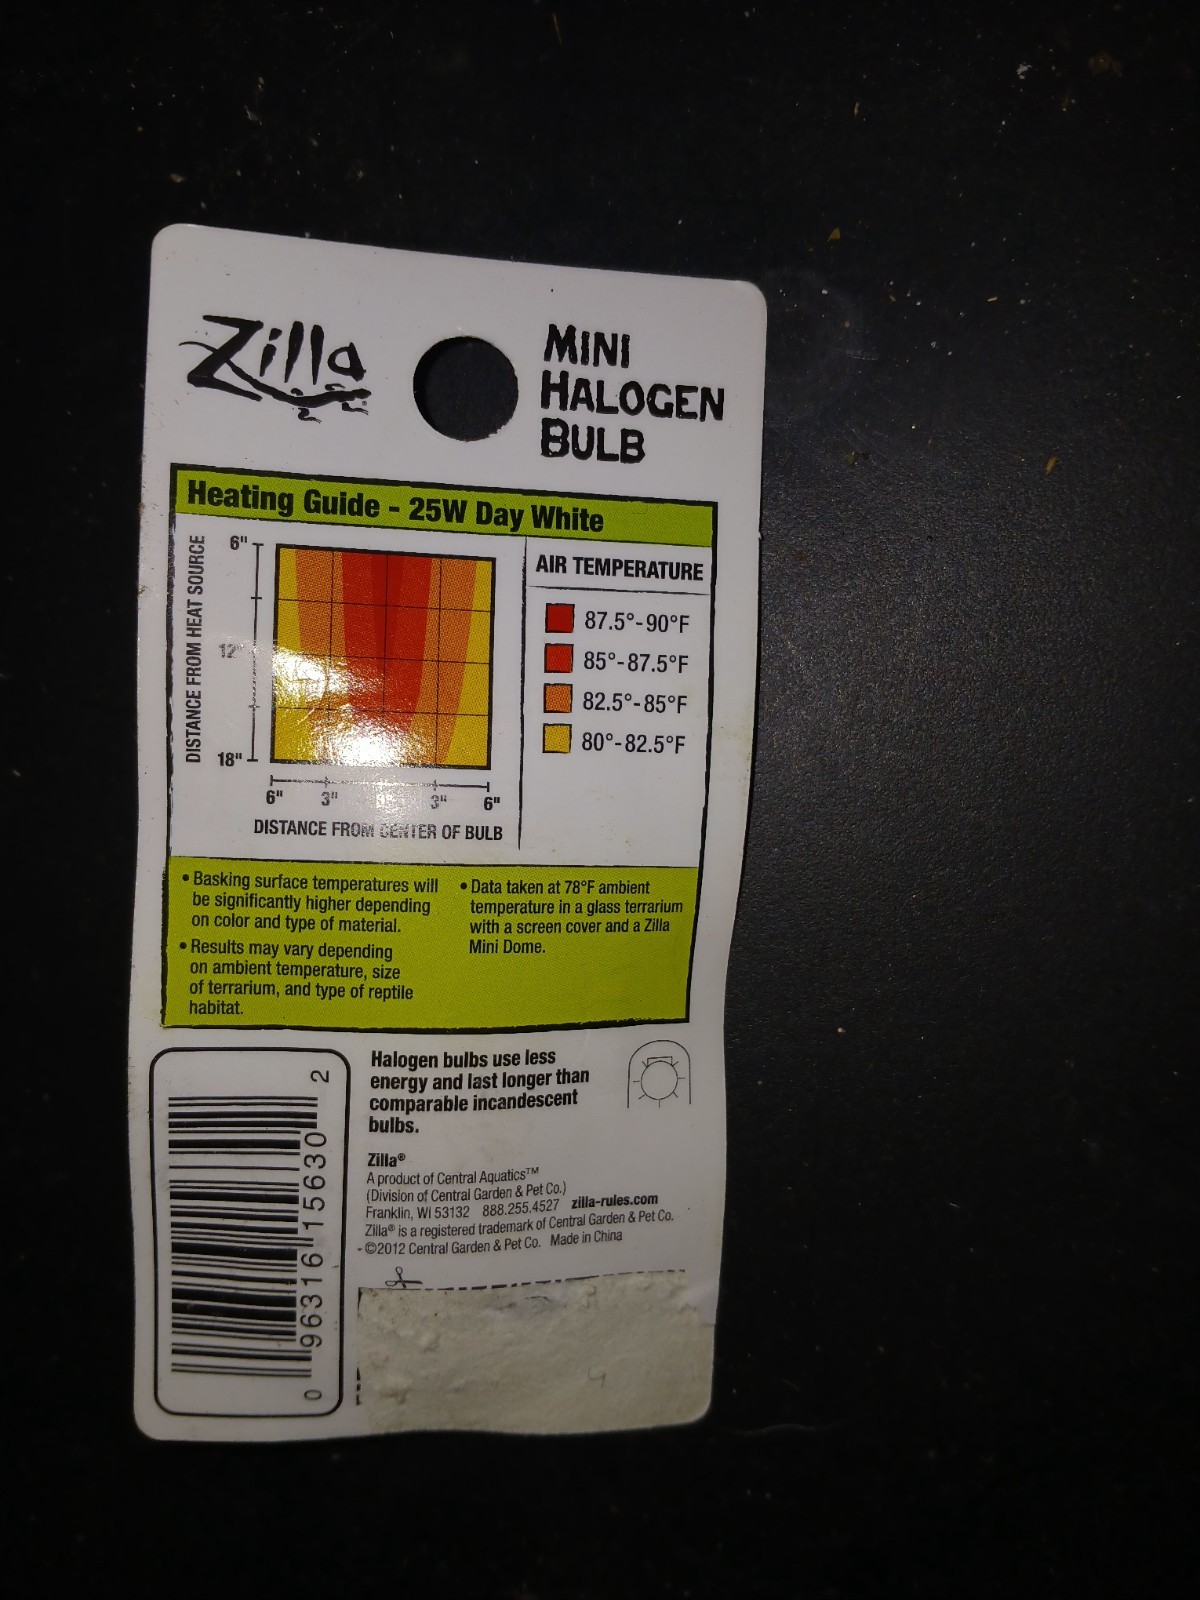 Zilla
MINI
HALOGEN
BULB
Heating Guide - 25W Day White
DISTANCE FROM HEAT SOURCE
6"
12"
18"
6" 3" 3" 6"
DISTANCE FROM CENTER OF BULB
AIR TEMPERATURE
87.5°-90°F
85°-87.5°F
82.5°-85°F
80°-82.5°F
• Basking surface temperatures will
be significantly higher depending
on color and type of material.
• Results may vary depending
on ambient temperature, size
of terrarium, and type of reptile
habitat.
• Data taken at 78°F ambient
temperature in a glass terrarium
with a screen cover and a Zilla
Mini Dome.
Halogen bulbs use less
energy and last longer than
comparable incandescent
bulbs.
Zilla®
A product of Central Aquatics™
(Division of Central Garden & Pet Co.)
Franklin, WI 53132 888.255.4527 zilla-rules.com
Zilla® is a registered trademark of Central Garden & Pet Co.
©2012 Central Garden & Pet Co. Made in China
0 96316 15630 2